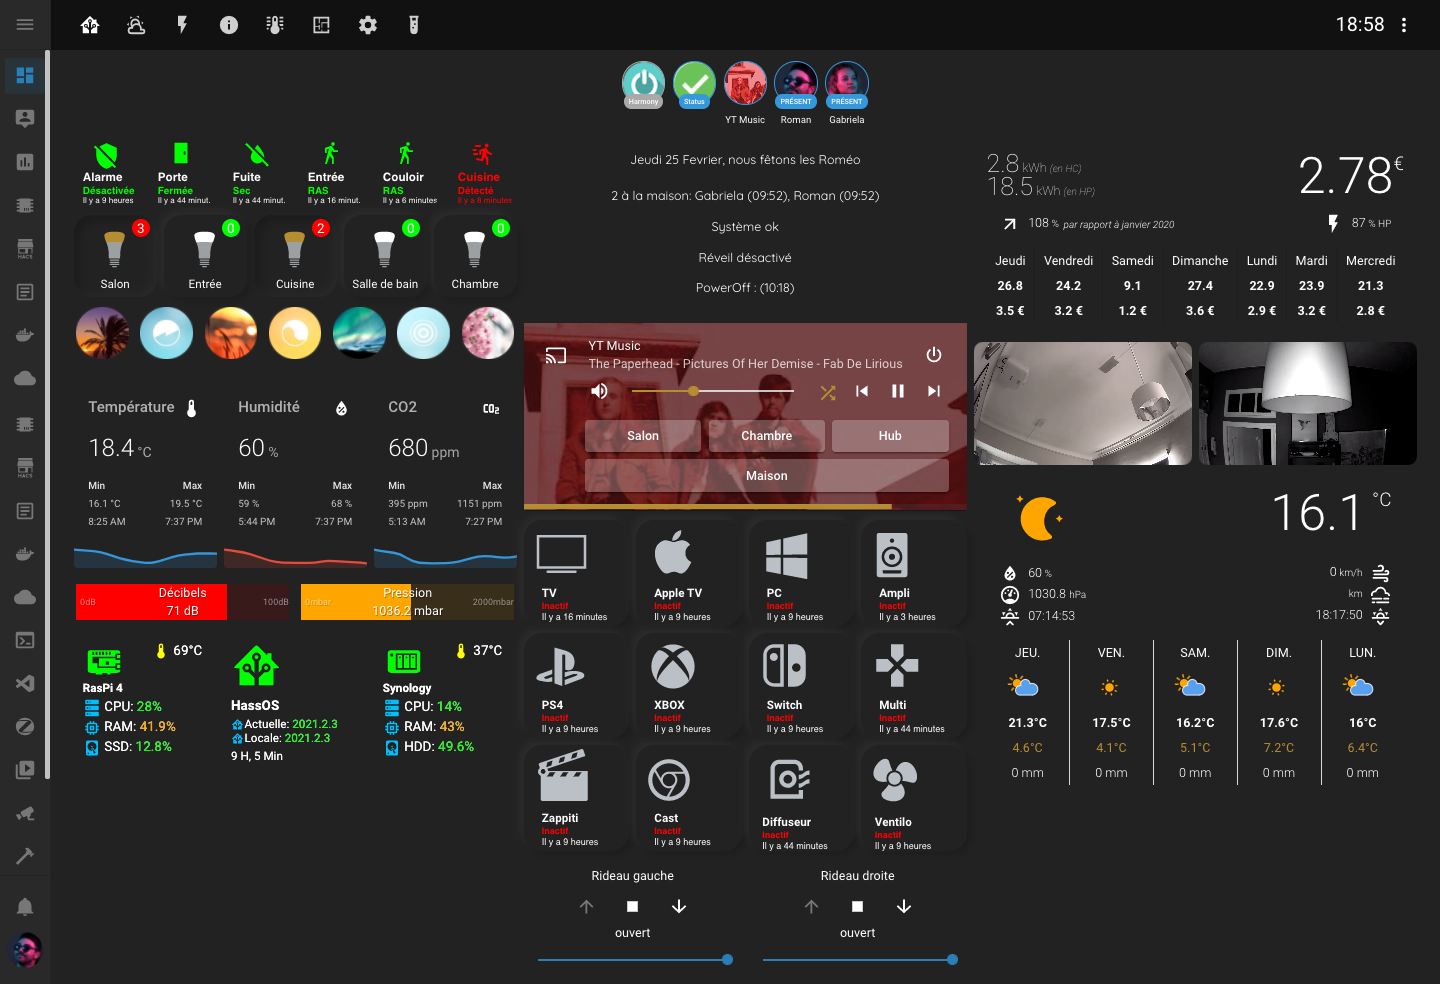 18:58
Harmony
Status
PRÉSENT
PRÉSENT
YT Music
Roman
Gabriela
HACS
HACS
Alarme
Désactivée
Il y a 9 heures
Porte
Fermée
Il y a 44 minut.
Fuite
Sec
Il y a 44 minut.
Entrée
RAS
Il y a 16 minut.
Couloir
RAS
Il y a 6 minutes
Cuisine
Détecté
Il y a 8 minutes
3
0
2
0
0
Salon
Entrée
Cuisine
Salle de bain
Chambre
Température
18.4 °C
Min Max
16.1 °C 19.5 °C
8:25 AM 7:37 PM
Humidité
60 %
Min Max
59 % 68 %
5:44 PM 7:37 PM
CO2
CO₂
680 ppm
Min Max
395 ppm 1151 ppm
5:13 AM 7:27 PM
Décibels
0dB 100dB
71 dB
Pression
0mbar 2000mbar
1036.2 mbar
69°C
RasPi 4
CPU: 28%
RAM: 41.9%
SSD: 12.8%
HassOS
Actuelle: 2021.2.3
Locale: 2021.2.3
9 H, 5 Min
37°C
Synology
CPU: 14%
RAM: 43%
HDD: 49.6%
Jeudi 25 Fevrier, nous fêtons les Roméo
2 à la maison: Gabriela (09:52), Roman (09:52)
Système ok
Réveil désactivé
PowerOff : (10:18)
YT Music
The Paperhead - Pictures Of Her Demise - Fab De Lirious
Salon
Chambre
Hub
Maison
TV
Inactif
Il y a 16 minutes
Apple TV
Inactif
Il y a 9 heures
PC
Inactif
Il y a 9 heures
Ampli
Inactif
Il y a 3 heures
PS4
Inactif
Il y a 9 heures
XBOX
Inactif
Il y a 9 heures
Switch
Inactif
Il y a 9 heures
Multi
Inactif
Il y a 44 minutes
Zappiti
Inactif
Il y a 9 heures
Cast
Inactif
Il y a 9 heures
Diffuseur
Inactif
Il y a 44 minutes
Ventilo
Inactif
Il y a 9 heures
Rideau gauche
ouvert
Rideau droite
ouvert
2.8 kWh (en HC)
18.5 kWh (en HP)
2.78€
108 % par rapport à janvier 2020
87 % HP
Jeudi Vendredi Samedi Dimanche Lundi Mardi Mercredi
26.8 24.2 9.1 27.4 22.9 23.9 21.3
3.5 € 3.2 € 1.2 € 3.6 € 2.9 € 3.2 € 2.8 €
16.1 °C
60 %
1030.8 hPa
07:14:53
0 km/h
km
18:17:50
JEU. VEN. SAM. DIM. LUN.
21.3°C 17.5°C 16.2°C 17.6°C 16°C
4.6°C 4.1°C 5.1°C 7.2°C 6.4°C
0 mm 0 mm 0 mm 0 mm 0 mm